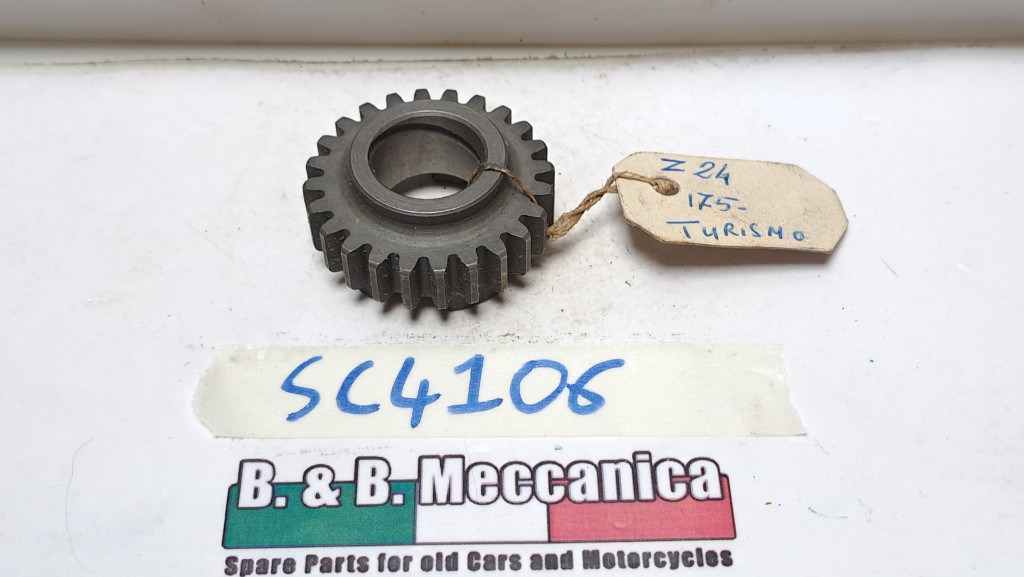 Z 24
175-
TURISMO
SC4106
B. & B. Meccanica
Spare Parts for old Cars and Motorcycles